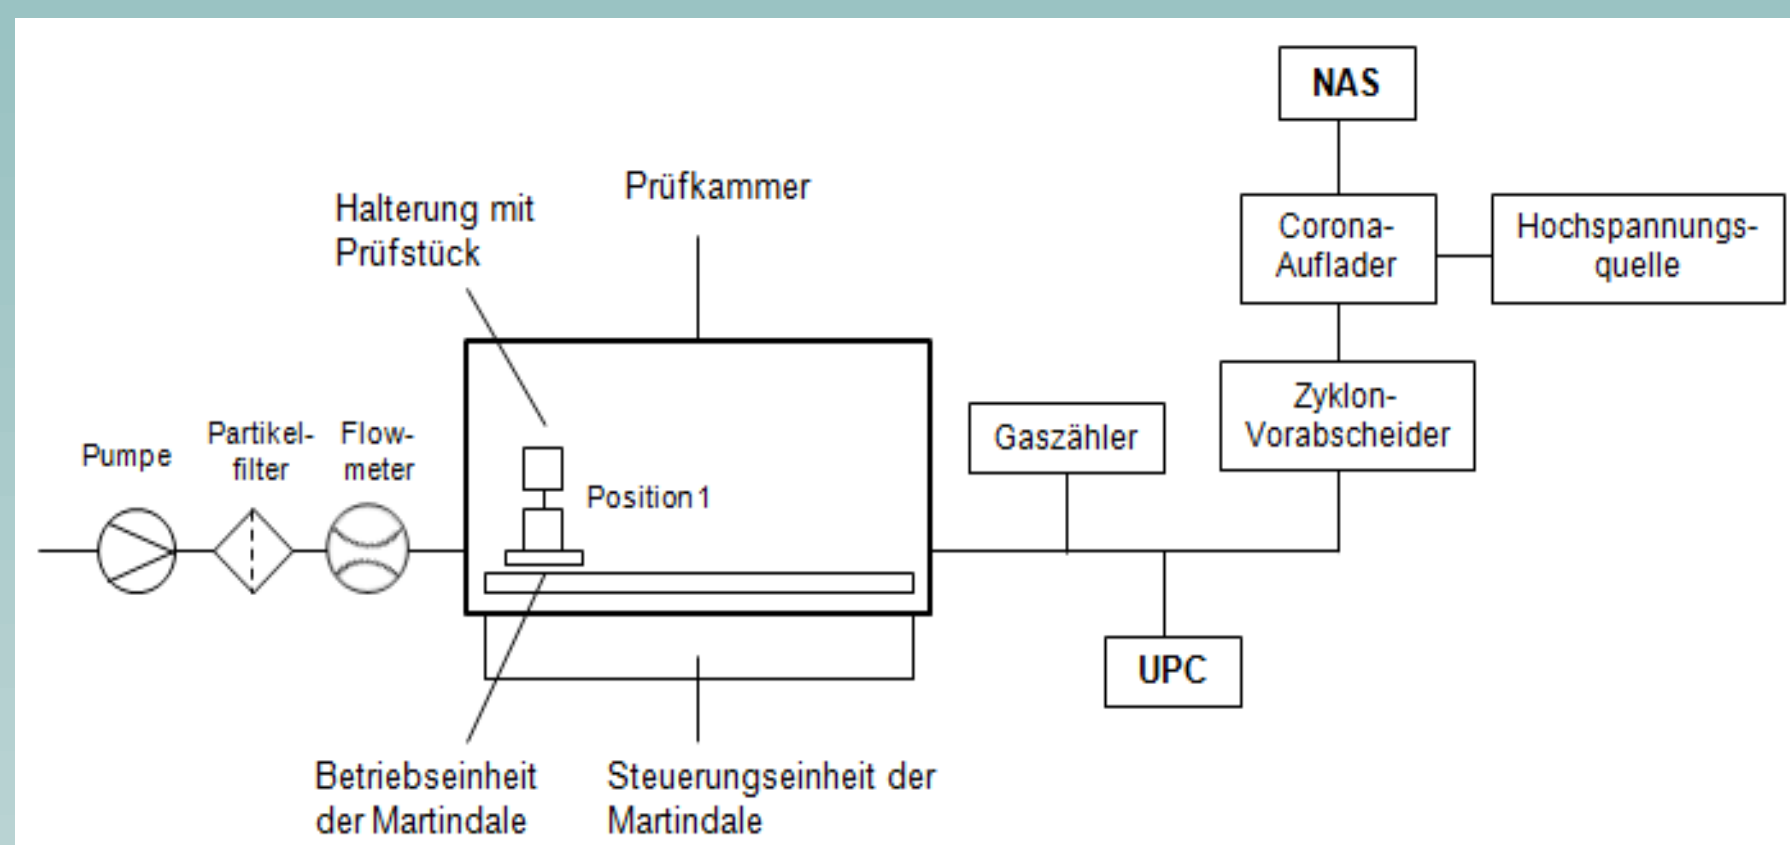 NAS
Prüfkammer
Halterung mit
Prüfstück
Corona-
Auflader
Hochspannungs-
quelle
Zyklon-
Vorabscheider
Gaszähler
Pumpe
Partikel-
filter
Flow-
meter
Position 1
UPC
Betriebseinheit
der Martindale
Steuerungseinheit der
Martindale